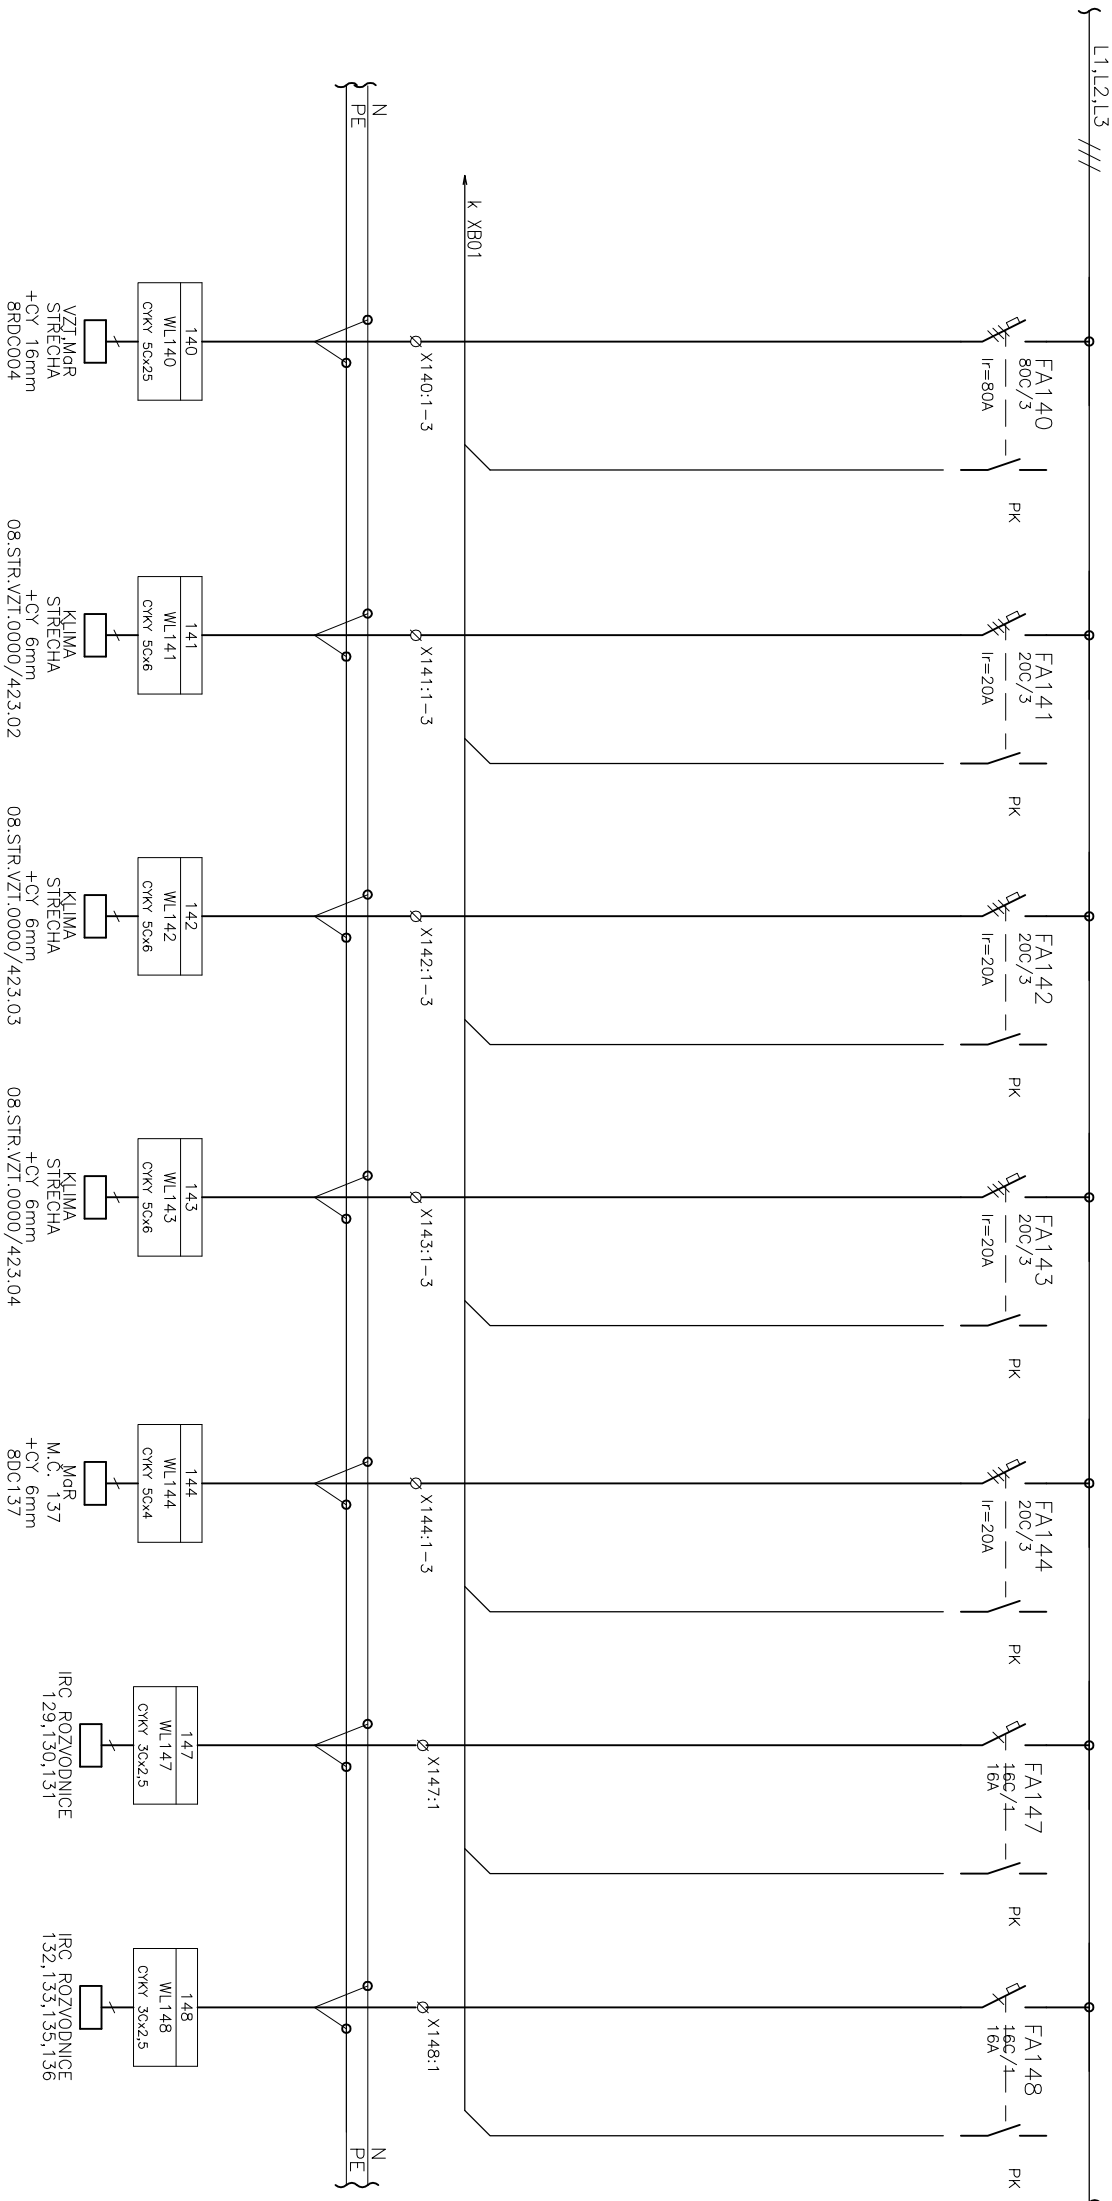 L1,L2,L3
N
PE
k XB01
FA140
80C/3
Ir=80A
PK
X140:1-3
140
WL140
CYKY 5Cx25
VZT,MaR
STŘECHA
+CY 16mm
8RDC004
FA141
20C/3
Ir=20A
PK
X141:1-3
141
WL141
CYKY 5Cx6
KLIMA
STŘECHA
+CY 6mm
08.STR.VZT.0000/423.02
FA142
20C/3
Ir=20A
PK
X142:1-3
142
WL142
CYKY 5Cx6
KLIMA
STŘECHA
+CY 6mm
08.STR.VZT.0000/423.03
FA143
20C/3
Ir=20A
PK
X143:1-3
143
WL143
CYKY 5Cx6
KLIMA
STŘECHA
+CY 6mm
08.STR.VZT.0000/423.04
FA144
20C/3
Ir=20A
PK
X144:1-3
144
WL144
CYKY 5Cx4
MaR
M.Č. 137
+CY 6mm
8DC137
FA147
16C/1
16A
PK
X147:1
147
WL147
CYKY 3Cx2,5
IRC ROZVODNICE
129,130,131
FA148
16C/1
16A
PK
X148:1
148
WL148
CYKY 3Cx2,5
IRC ROZVODNICE
132,133,135,136
N
PE